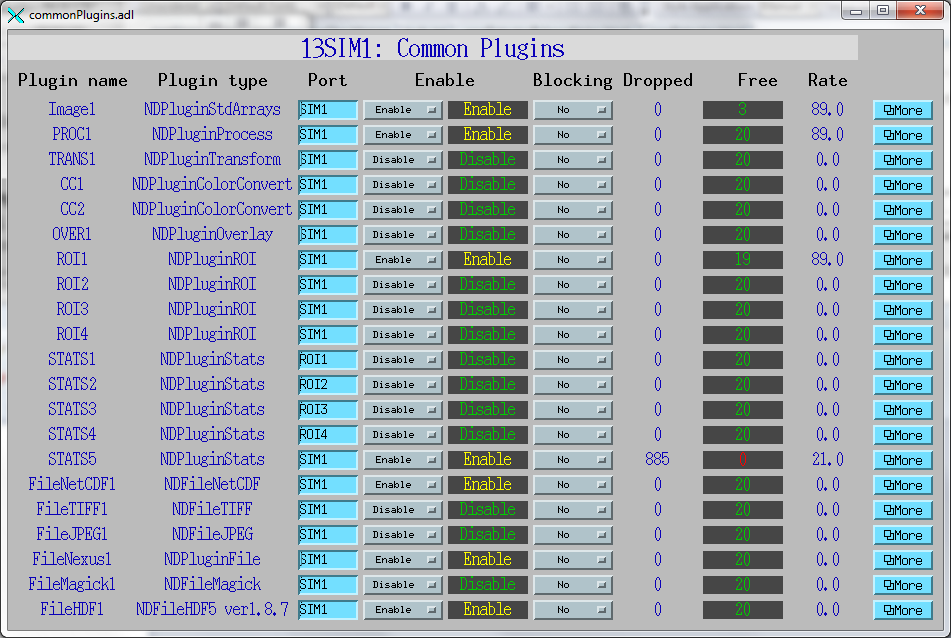 commonPlugins.adl
13SIM1: Common Plugins
Plugin name Plugin type Port Enable Blocking Dropped Free Rate
Image1 NDPluginStdArrays SIM1 Enable Enable No 0 3 89.0 More
PROC1 NDPluginProcess SIM1 Enable Enable No 0 20 89.0 More
TRANS1 NDPluginTransform SIM1 Disable Disable No 0 20 0.0 More
CC1 NDPluginColorConvert SIM1 Disable Disable No 0 20 0.0 More
CC2 NDPluginColorConvert SIM1 Disable Disable No 0 20 0.0 More
OVER1 NDPluginOverlay SIM1 Disable Disable No 0 20 0.0 More
ROI1 NDPluginROI SIM1 Enable Enable No 0 19 89.0 More
ROI2 NDPluginROI SIM1 Disable Disable No 0 20 0.0 More
ROI3 NDPluginROI SIM1 Disable Disable No 0 20 0.0 More
ROI4 NDPluginROI SIM1 Disable Disable No 0 20 0.0 More
STATS1 NDPluginStats ROI1 Disable Disable No 0 20 0.0 More
STATS2 NDPluginStats ROI2 Disable Disable No 0 20 0.0 More
STATS3 NDPluginStats ROI3 Disable Disable No 0 20 0.0 More
STATS4 NDPluginStats ROI4 Disable Disable No 0 20 0.0 More
STATS5 NDPluginStats SIM1 Enable Enable No 885 21.0 More
FileNetCDF1 NDFileNetCDF SIM1 Enable Enable No 0 20 0.0 More
FileTIFF1 NDFileTIFF SIM1 Disable Disable No 0 20 0.0 More
FileJPEG1 NDFileJPEG SIM1 Disable Disable No 0 20 0.0 More
FileNexus1 NDPluginFile SIM1 Enable Enable No 0 20 0.0 More
FileMagick1 NDFileMagick SIM1 Disable Disable No 0 20 0.0 More
FileHDF1 NDFileHDF5 ver1.8.7 SIM1 Enable Enable No 0 20 0.0 More